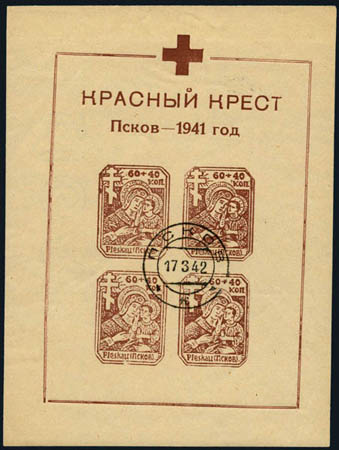 КРАСНЫЙ КРЕСТ
Псков — 1941 год
60+40 60+40
КОП. КОП.
Pleskau (Псков) Pleskau (Псков)
ПСКОВ
17 3 42
60+40 60+40
КОП. КОП.
Pleskau (Псков) Pleskau (Псков)